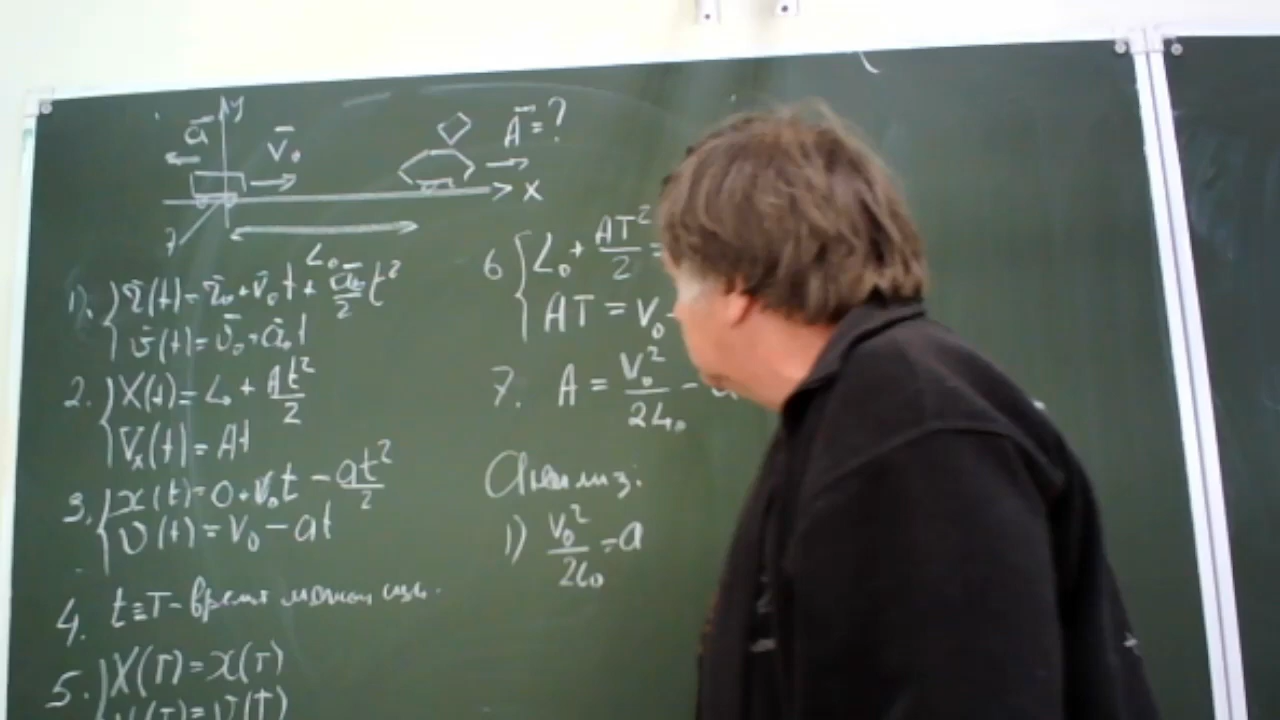 y
a̅
v̅₀
A̅=?
X
L₀
1). { r̅(t)=r̅₀+v̅₀t+a̅₀/2 t²
v̅(t)=v̅₀+a̅₀t
2. { X(t)=L₀+At²/2
Vₓ(t)=At
3. { x(t)=0+V₀t-at²/2
v(t)=V₀-at
4. t≡T-время
5. { X(T)=x(T)
V(T)=v(T)
6 { L₀+AT²/2=
AT=V₀-
7. A=V₀²/2L₀-a
Анализ:
1) V₀²/2L₀=a